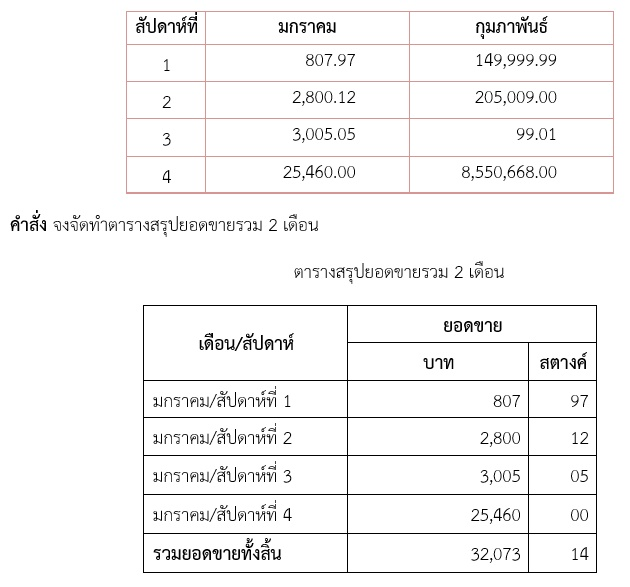 สัปดาห์ที่ มกราคม กุมภาพันธ์
1 807.97 149,999.99
2 2,800.12 205,009.00
3 3,005.05 99.01
4 25,460.00 8,550,668.00
คำสั่ง จงจัดทำตารางสรุปยอดขายรวม 2 เดือน
ตารางสรุปยอดขายรวม 2 เดือน
เดือน/สัปดาห์ ยอดขาย
บาท สตางค์
มกราคม/สัปดาห์ที่ 1 807 97
มกราคม/สัปดาห์ที่ 2 2,800 12
มกราคม/สัปดาห์ที่ 3 3,005 05
มกราคม/สัปดาห์ที่ 4 25,460 00
รวมยอดขายทั้งสิ้น 32,073 14